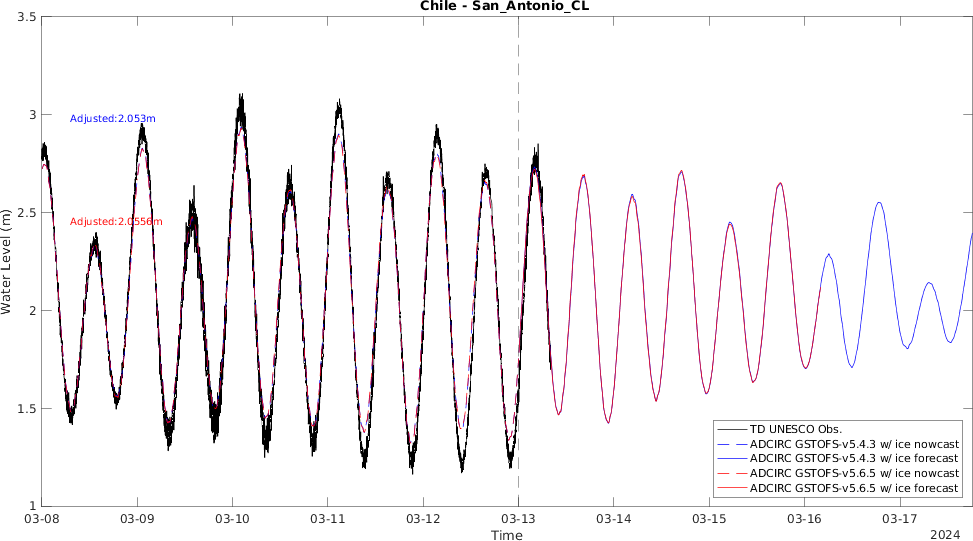 Chile - San_Antonio_CL
3.5
3
2.5
2
1.5
1
Water Level (m)
Adjusted:2.053m
Adjusted:2.0556m
TD UNESCO Obs.
ADCIRC GSTOFS-v5.4.3 w/ ice nowcast
ADCIRC GSTOFS-v5.4.3 w/ ice forecast
ADCIRC GSTOFS-v5.6.5 w/ ice nowcast
ADCIRC GSTOFS-v5.6.5 w/ ice forecast
03-08 03-09 03-10 03-11 03-12 03-13 03-14 03-15 03-16 03-17
Time
2024